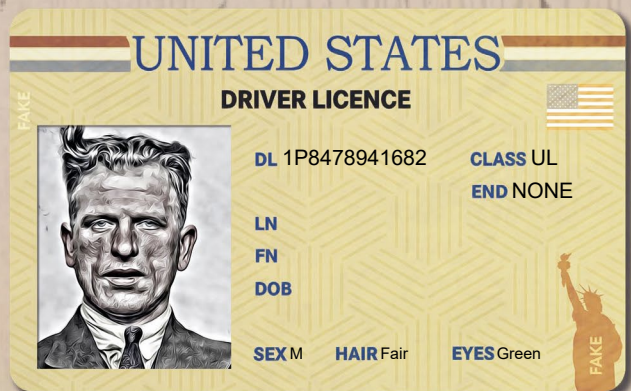 UNITED STATES
DRIVER LICENCE
FAKE
DL 1P8478941682 CLASS UL
END NONE
LN
FN
DOB
SEX M HAIR Fair EYES Green
FAKE